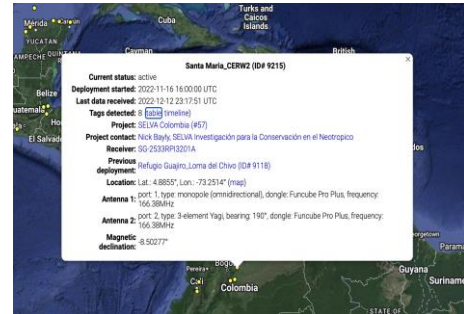 Turks and
Caicos
Islands
Mérida
Cuba
YUCATAN
Cayman
British
Belize
El Salvador
Santa Maria_CERW2 (ID# 9215)
x
Current status: active
Deployment started: 2022-11-16 16:00:00 UTC
Last data received: 2022-12-12 23:17:51 UTC
Tags detected: 8 (table timeline)
Project: SELVA Colombia (#57)
Project contact: Nick Bayly, SELVA Investigación para la Conservación en el Neotropico
Receiver: SG-2533RPI3201A
Previous deployment: Refugio Guajiro_Loma del Chivo (ID# 9118)
Location: Lat.: 4.8855°, Lon.: -73.2514° (map)
Antenna 1: port: 1, type: monopole (omnidirectional), dongle: Funcube Pro Plus, frequency:
166.38MHz
Antenna 2: port: 2, type: 3-element Yagi, bearing: 190°, dongle: Funcube Pro Plus, frequency:
166.38MHz
Magnetic
declination: -8.50277°
Pereira
Cali
Colombia
Guyana
Suriname
STATE OF